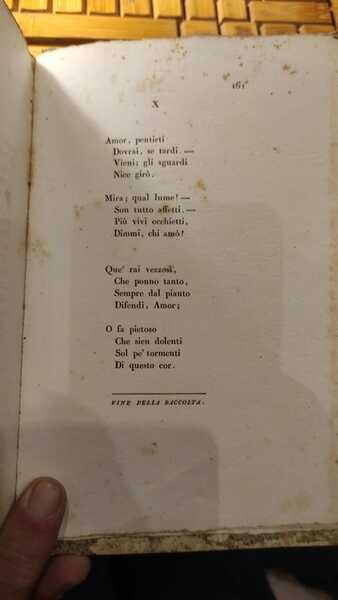 161
X
Amor, pentiti
Dovrai, se tardi. —
Vieni; gli sguardi
Nice girò.
Mira; qual lume! —
Son tutto affetti. —
Più vivi occhietti,
Dimmi, chi amò!
Que' rai vezzosi,
Che ponno tanto,
Sempre dal pianto
Difendi, Amor;
O fa pietoso
Che sien dolenti
Sol pe' tormenti
Di questo cor.
FINE DELLA RACCOLTA.